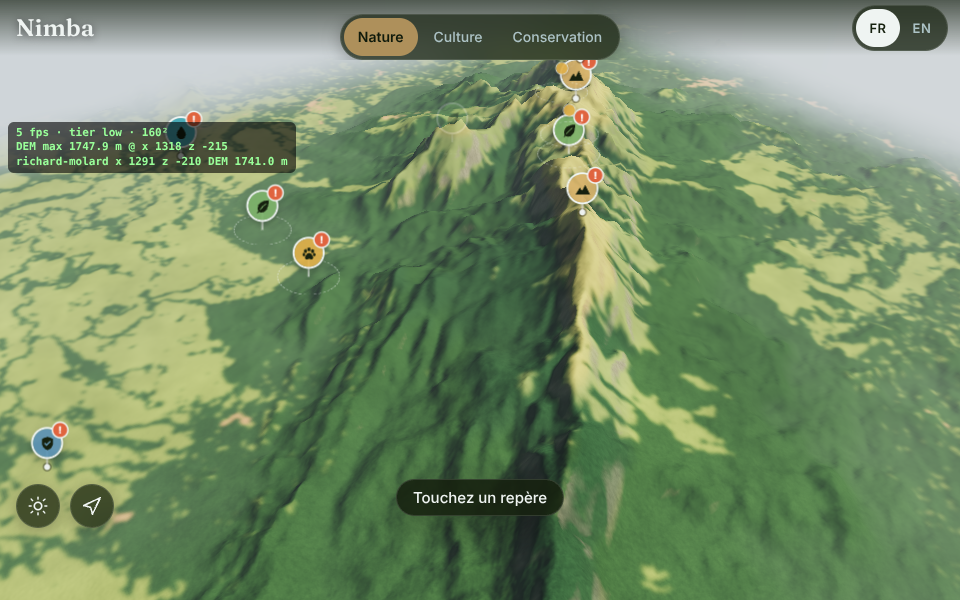 Nimba
Nature
Culture
Conservation
FR
EN
5 fps · tier low · 160²
DEM max 1747.9 m @ x 1318 z -215
richard-molard x 1291 z -210 DEM 1741.0 m
Touchez un repère